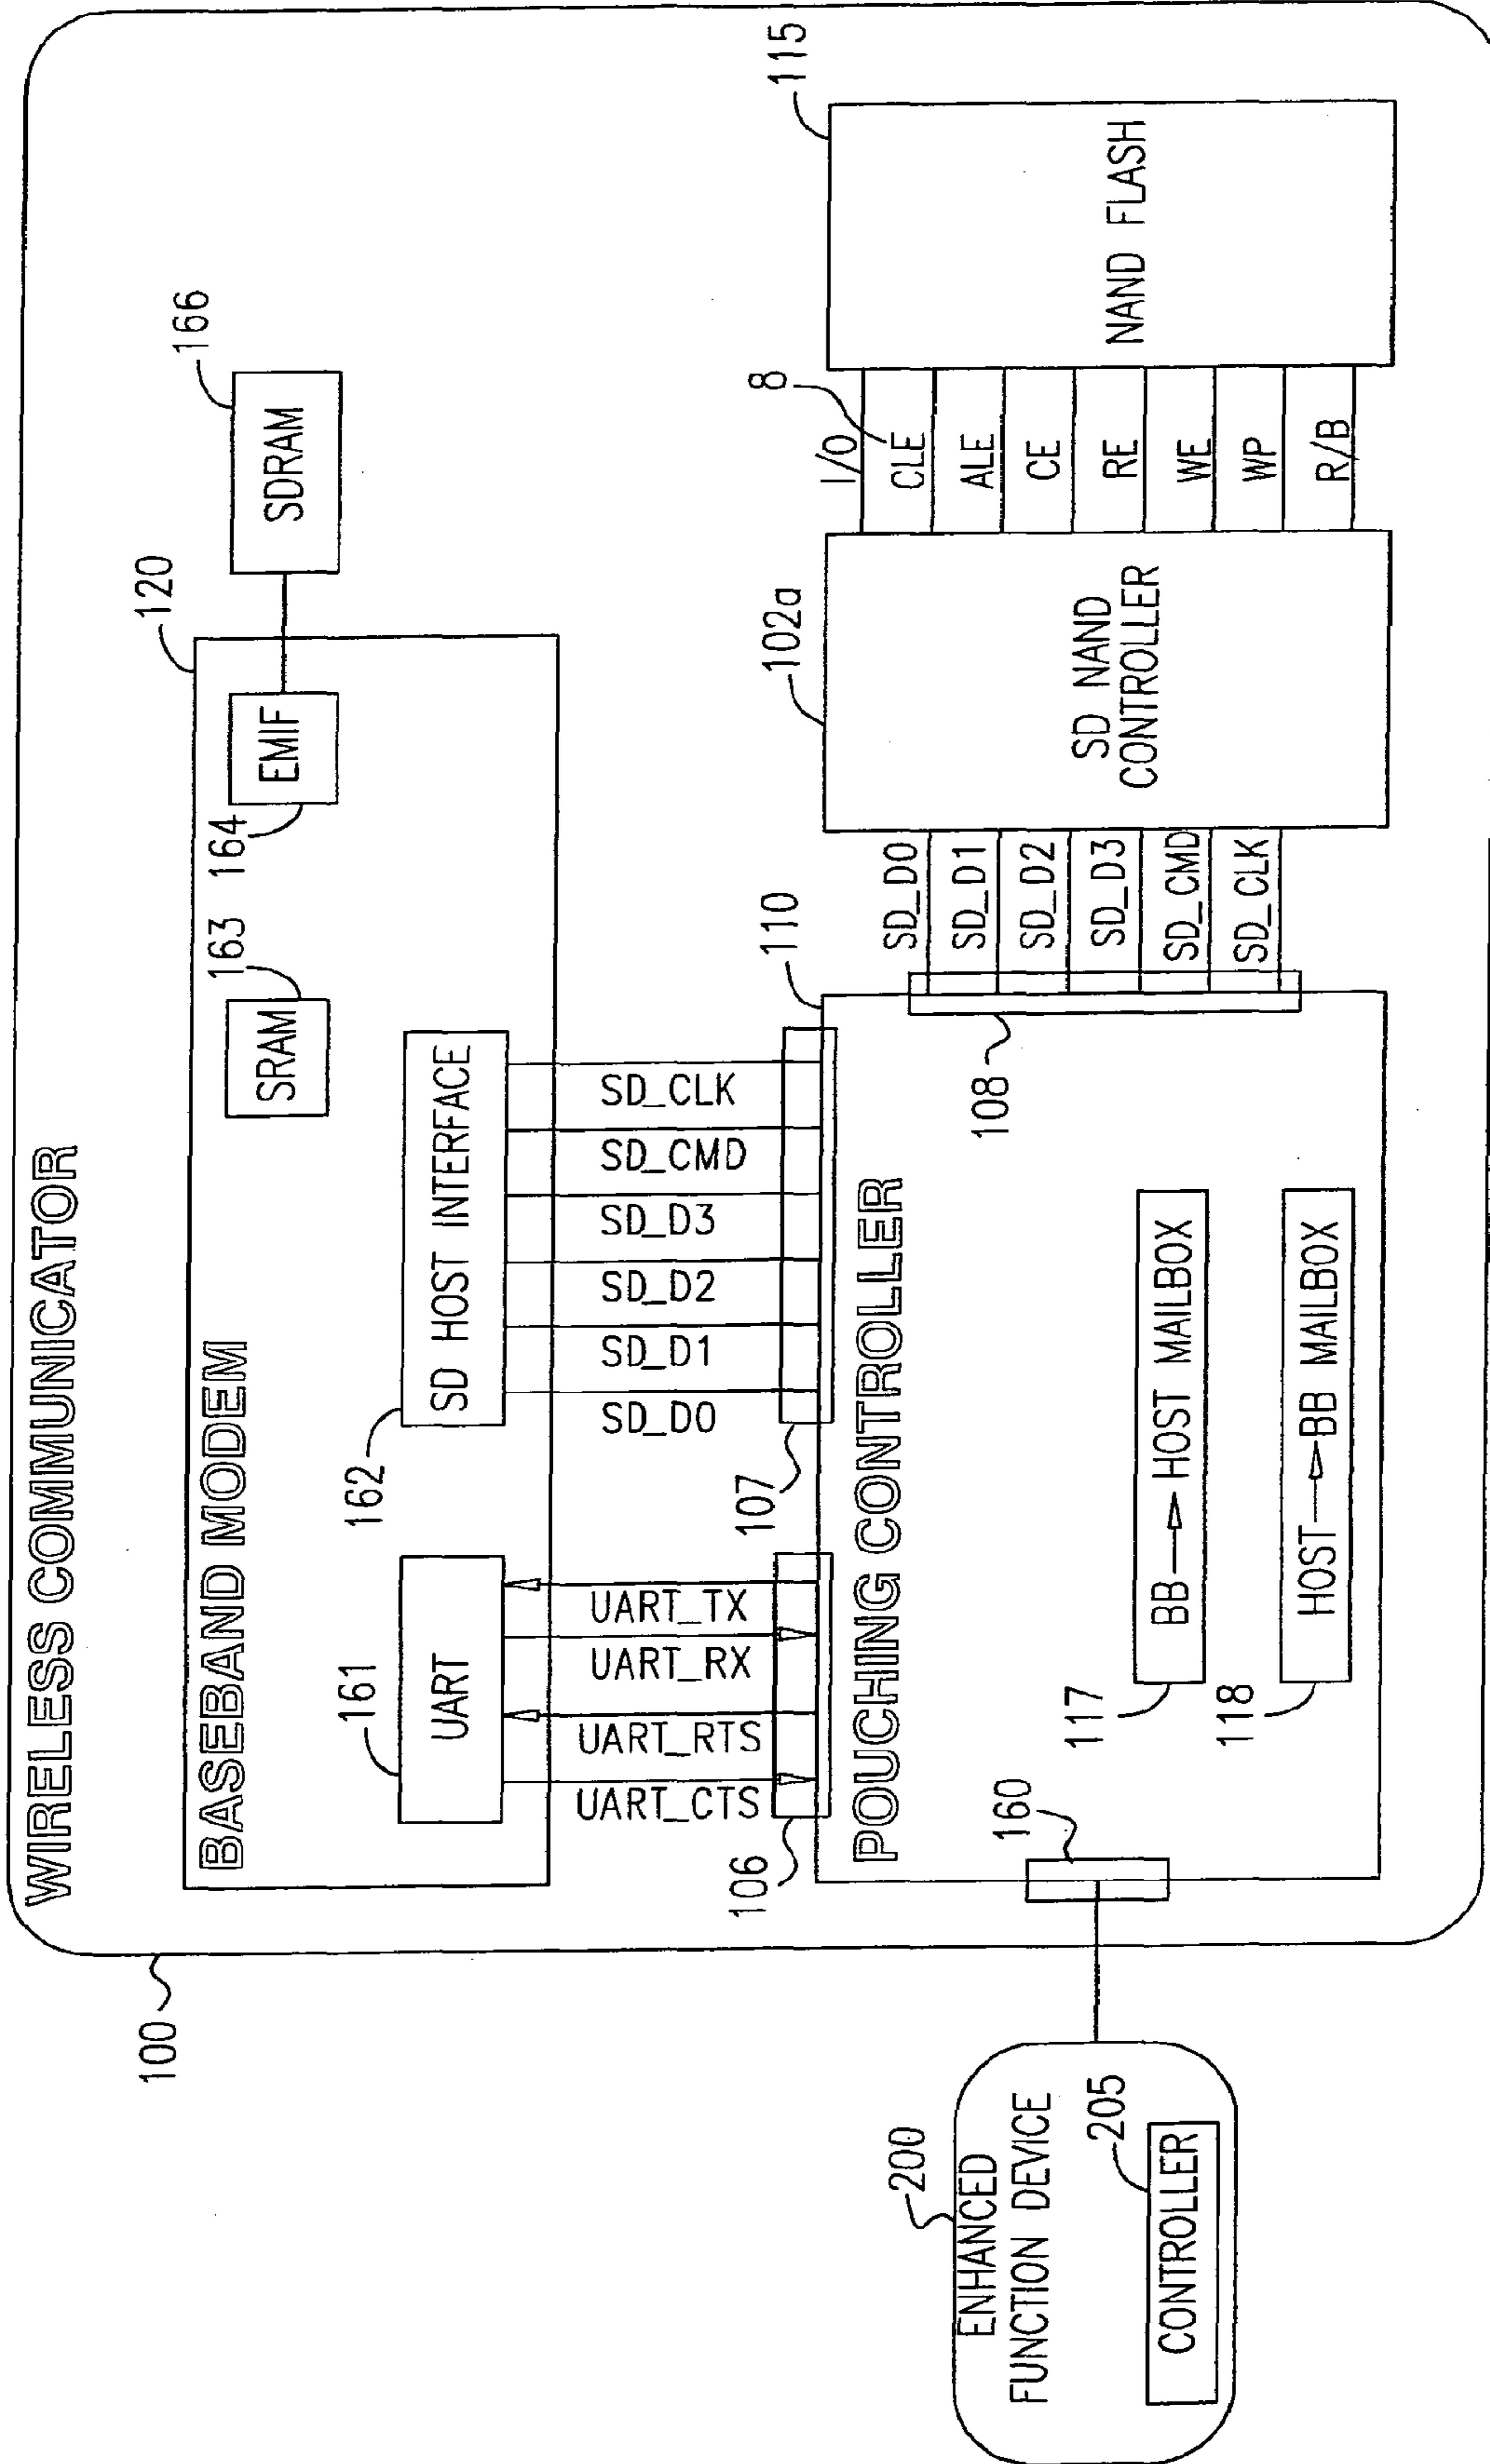 WIRELESS COMMUNICATOR
100
BASEBAND MODEM
120
UART
161
SD HOST INTERFACE
162
SRAM
163
EMIF
164
SDRAM
166
UART_CTS
UART_RTS
UART_RX
UART_TX
SD_D0
SD_D1
SD_D2
SD_D3
SD_CMD
SD_CLK
106
107
110
POUCHING CONTROLLER
160
117
BB HOST MAILBOX
118
HOST BB MAILBOX
108
SD_D0
SD_D1
SD_D2
SD_D3
SD_CMD
SD_CLK
102a
SD NAND
CONTROLLER
I/O
8
CLE
ALE
CE
RE
WE
WP
R/B
115
NAND FLASH
200
ENHANCED
FUNCTION DEVICE
205
CONTROLLER